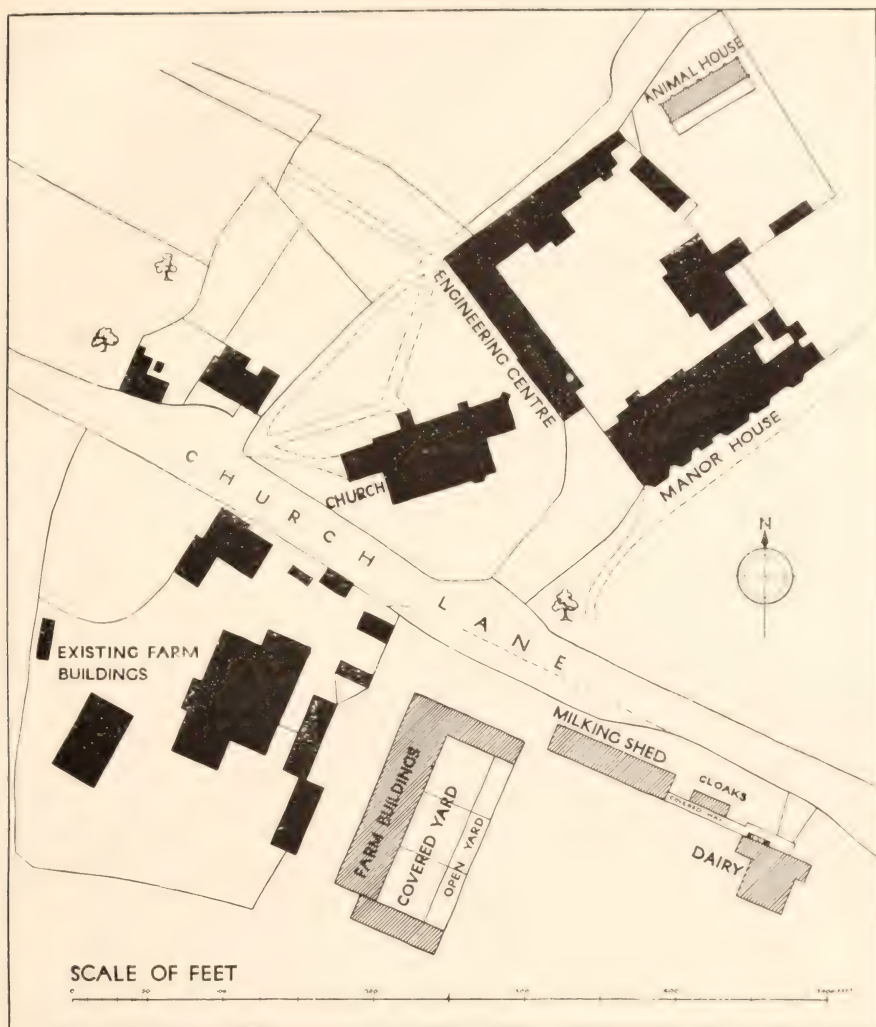 ANIMAL HOUSE
ENGINEERING CENTRE
MANOR HOUSE
CHURCH
CHURCH LANE
N
EXISTING FARM
BUILDINGS
MILKING SHED
CLOAKS
COVERED WAY
DAIRY
FARM BUILDINGS
COVERED YARD
OPEN YARD
SCALE OF FEET
0